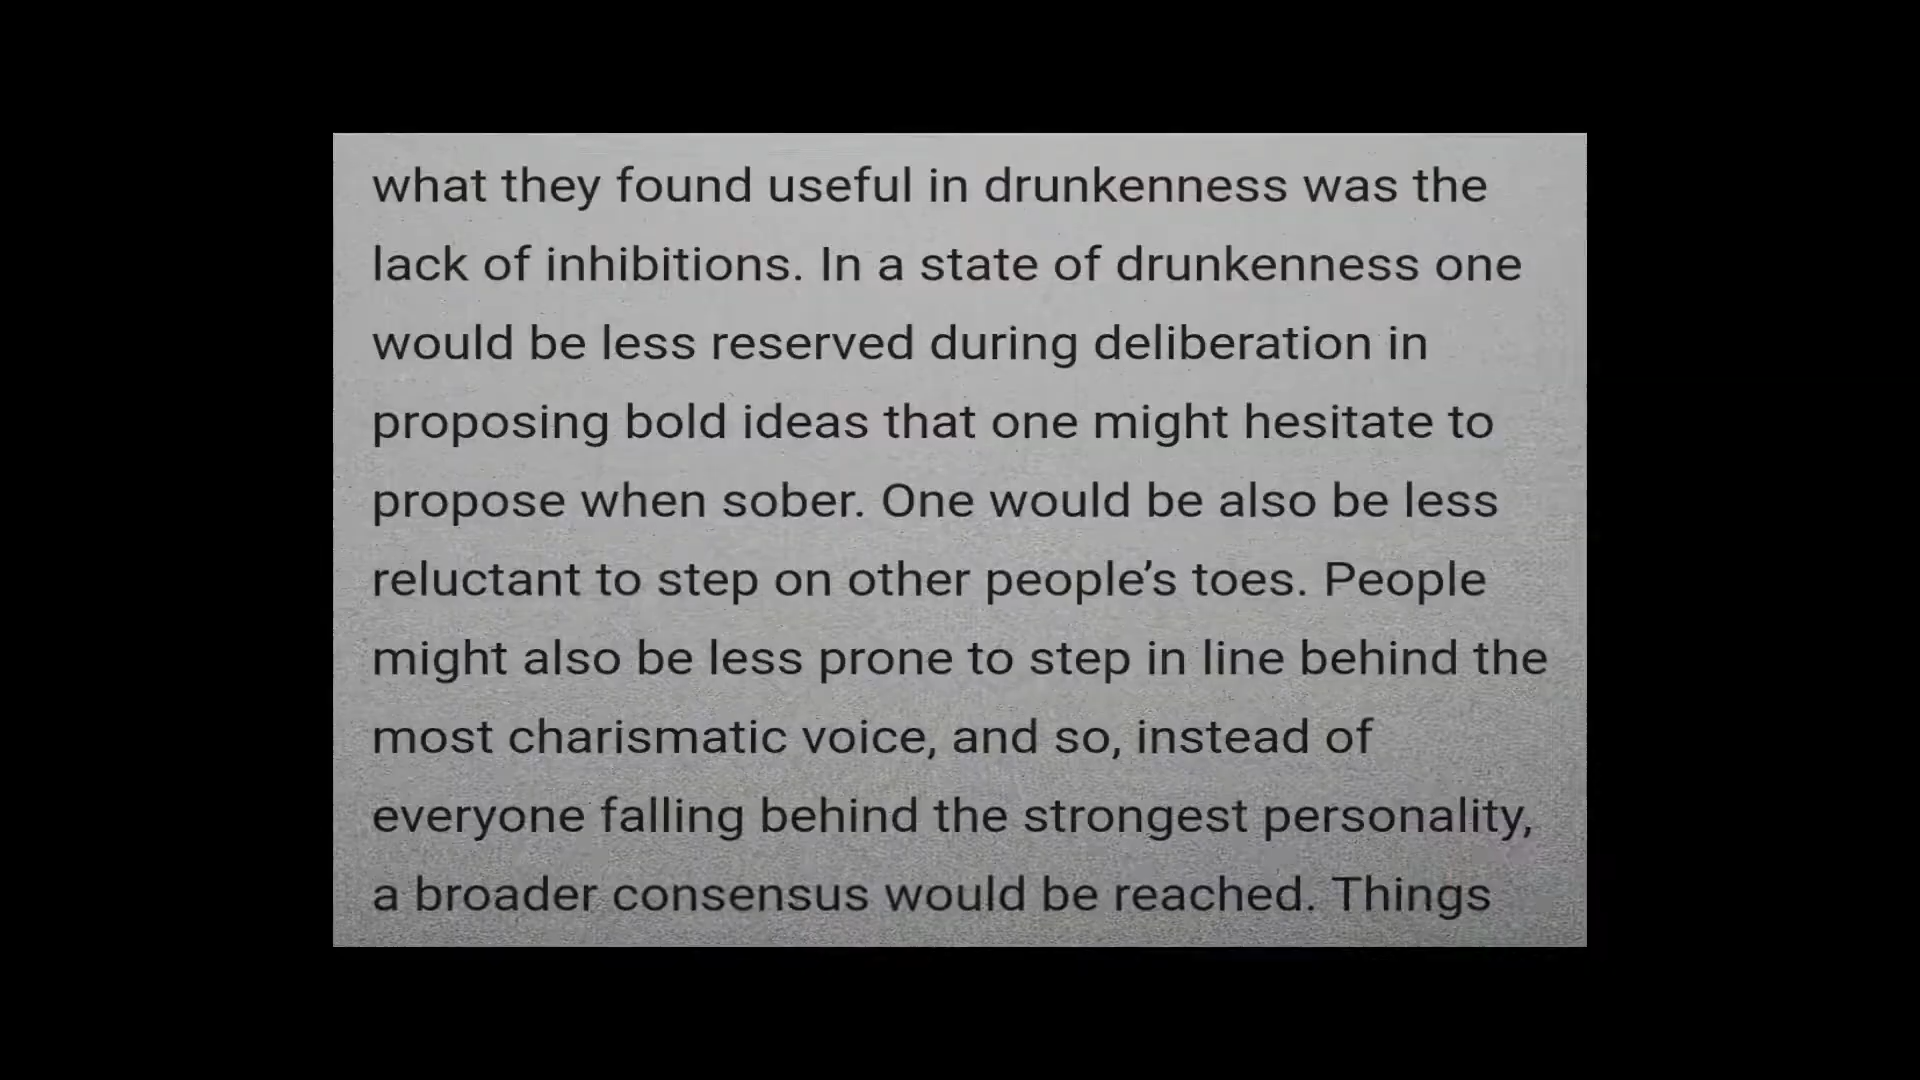 what they found useful in drunkenness was the
lack of inhibitions. In a state of drunkenness one
would be less reserved during deliberation in
proposing bold ideas that one might hesitate to
propose when sober. One would be also be less
reluctant to step on other people’s toes. People
might also be less prone to step in line behind the
most charismatic voice, and so, instead of
everyone falling behind the strongest personality,
a broader consensus would be reached. Things